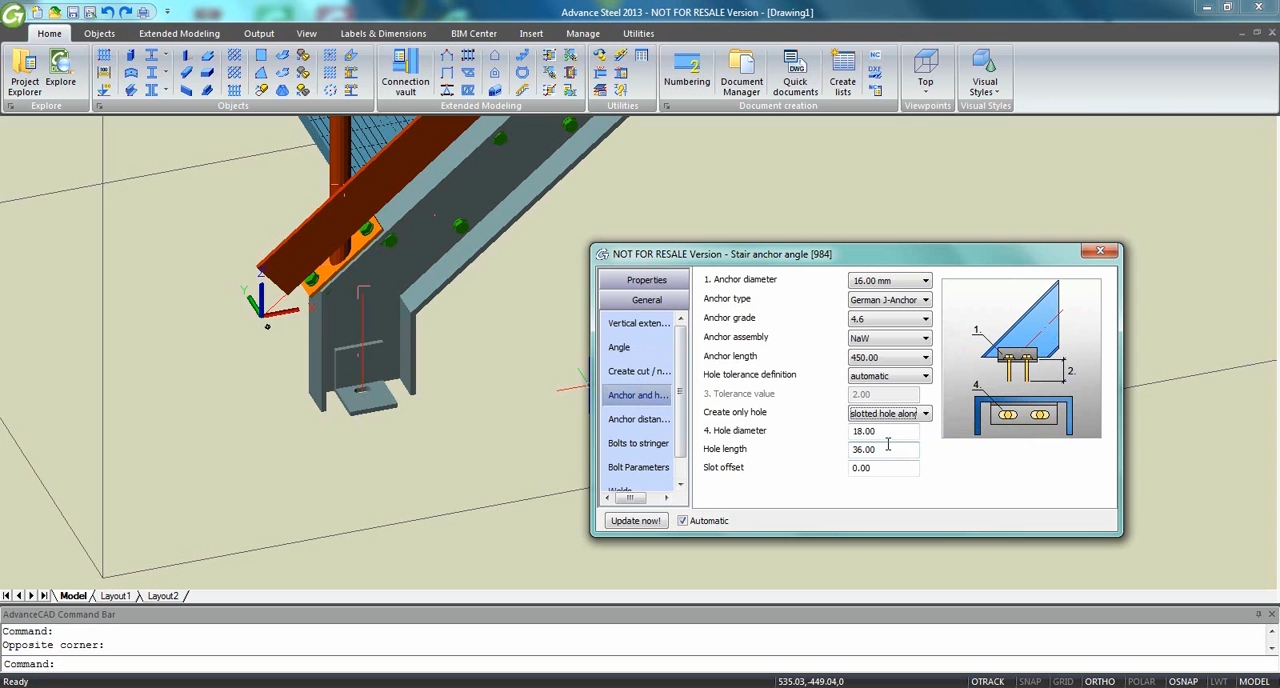 Advance Steel 2013 - NOT FOR RESALE Version - [Drawing1]
Home Objects Extended Modeling Output View Labels & Dimensions BIM Center Insert Manage Utilities
Project Explorer
Explore
Connection vault
Numbering
Document Manager
Quick documents
Create lists
Top
Visual Styles
NC
DXF
DWG
Explore Objects Extended Modeling Utilities Document creation Viewpoints Visual Styles
Z
Y
X
NOT FOR RESALE Version - Stair anchor angle [984]
Properties
General
Vertical exten...
Angle
Create cut / n...
Anchor and h...
Anchor distan...
Bolts to stringer
Bolt Parameters
Welds
1. Anchor diameter 16.00 mm
Anchor type German J-Anchor
Anchor grade 4.6
Anchor assembly NaW
Anchor length 450.00
Hole tolerance definition automatic
3. Tolerance value 2.00
Create only hole slotted hole along
4. Hole diameter 18.00
Hole length 36.00
Slot offset 0.00
1.
2.
4.
Update now! Automatic
Model Layout1 Layout2
AdvanceCAD Command Bar
Command:
Opposite corner:
Command:
Ready 535.03,-449.04,0 OTRACK SNAP GRID ORTHO POLAR OSNAP LWT MODEL